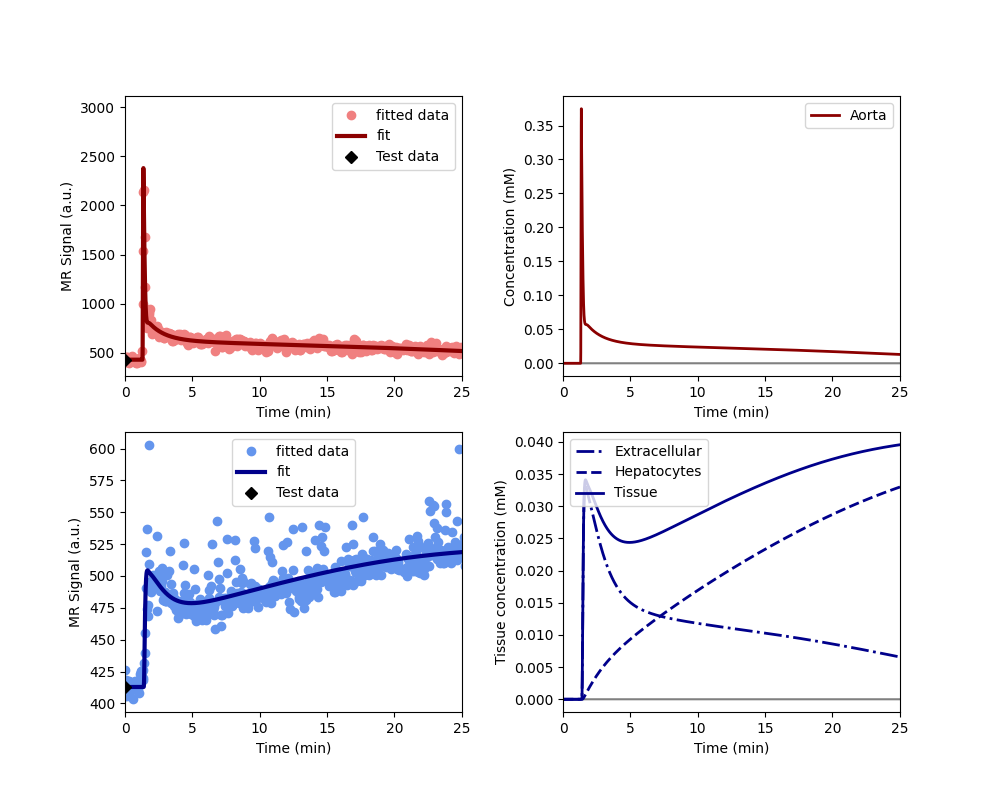 3000
2500
2000
1500
1000
500
MR Signal (a.u.)
fitted data
fit
Test data
0 5 10 15 20 25
Time (min)
0.35
0.30
0.25
0.20
0.15
0.10
0.05
0.00
Concentration (mM)
Aorta
0 5 10 15 20 25
Time (min)
600
575
550
525
500
475
450
425
400
MR Signal (a.u.)
fitted data
fit
Test data
0 5 10 15 20 25
Time (min)
0.040
0.035
0.030
0.025
0.020
0.015
0.010
0.005
0.000
Tissue concentration (mM)
Extracellular
Hepatocytes
Tissue
0 5 10 15 20 25
Time (min)